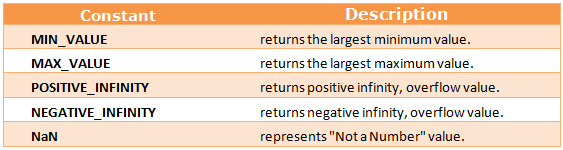 Constant Description
MIN_VALUE returns the largest minimum value.
MAX_VALUE returns the largest maximum value.
POSITIVE_INFINITY returns positive infinity, overflow value.
NEGATIVE_INFINITY returns negative infinity, overflow value.
NaN represents "Not a Number" value.